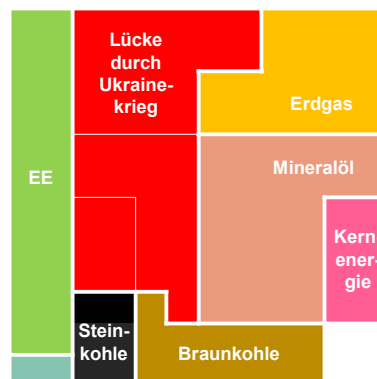 Lücke
durch
Ukraine-
krieg
Erdgas
EE
Mineralöl
Kern
ener-
gie
Stein-
kohle
Braunkohle